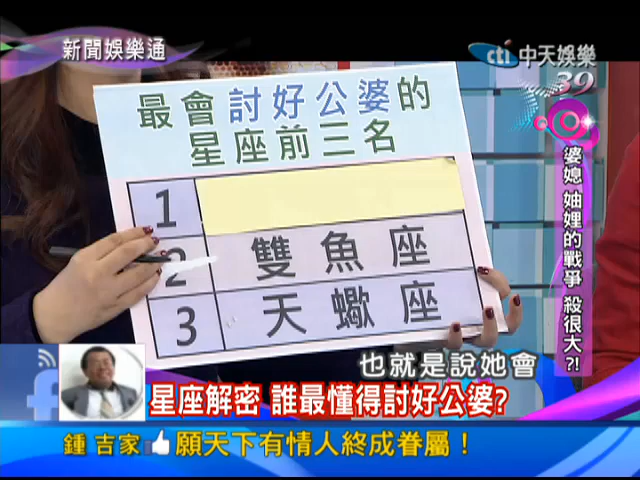 新聞娛樂通
cti 中天娛樂
39
最會討好公婆的
星座前三名
1
2 雙魚座
3 天蠍座
婆媳 妯娌的戰爭 殺很大?!
也就是說她會
星座解密 誰最懂得討好公婆?
鍾 吉家 願天下有情人終成眷屬！